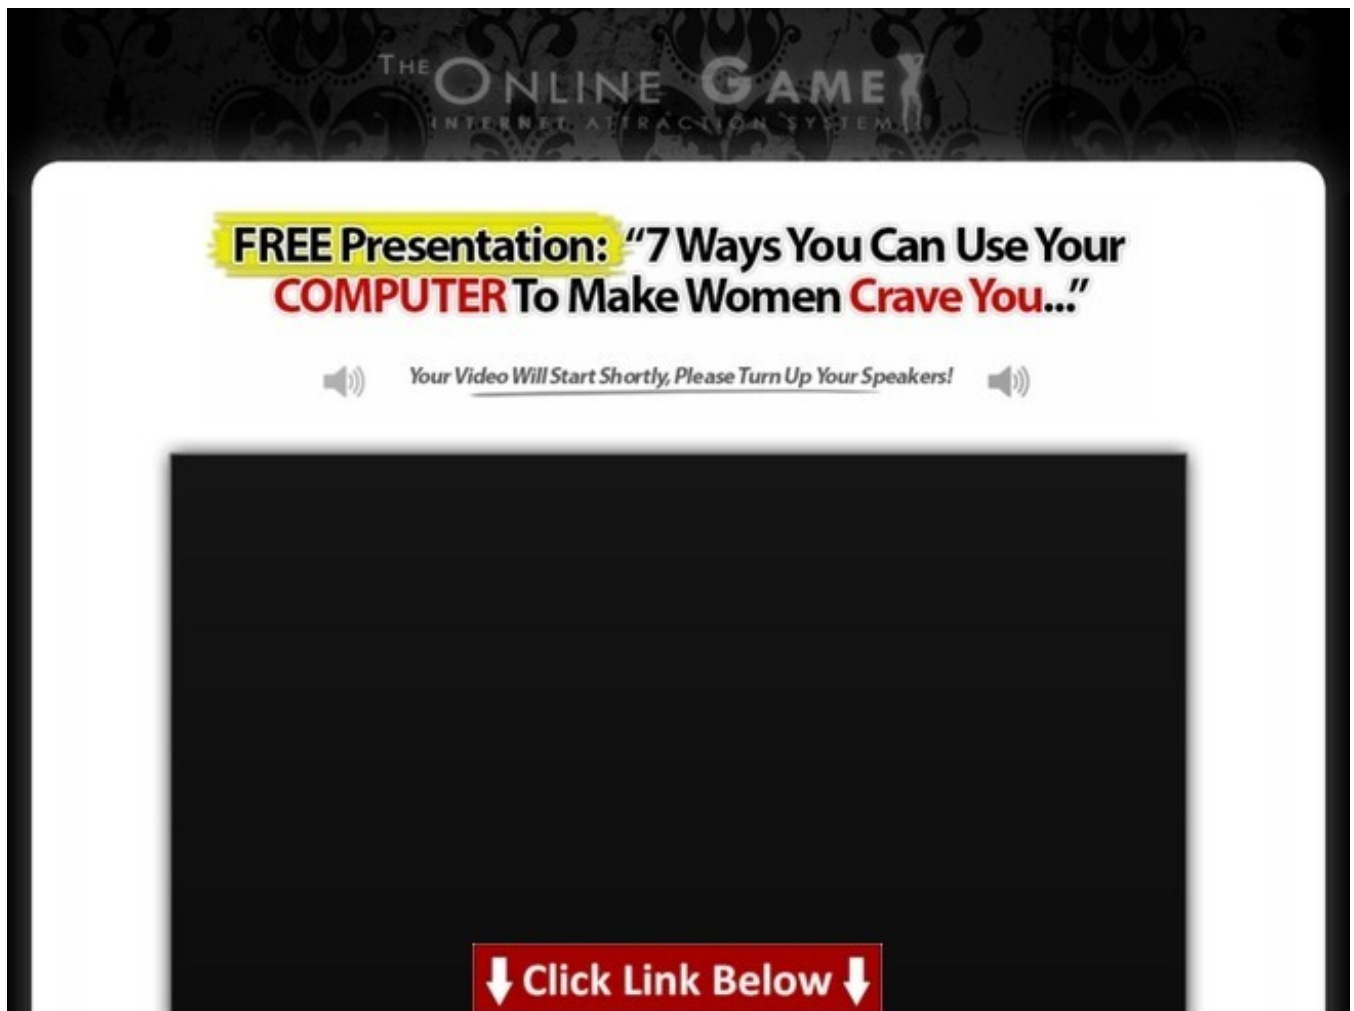 THE ONLINE GAME
INTERNET ATTRACTION SYSTEM
FREE Presentation: “7 Ways You Can Use Your
COMPUTER To Make Women Crave You...”
Your Video Will Start Shortly, Please Turn Up Your Speakers!
Click Link Below